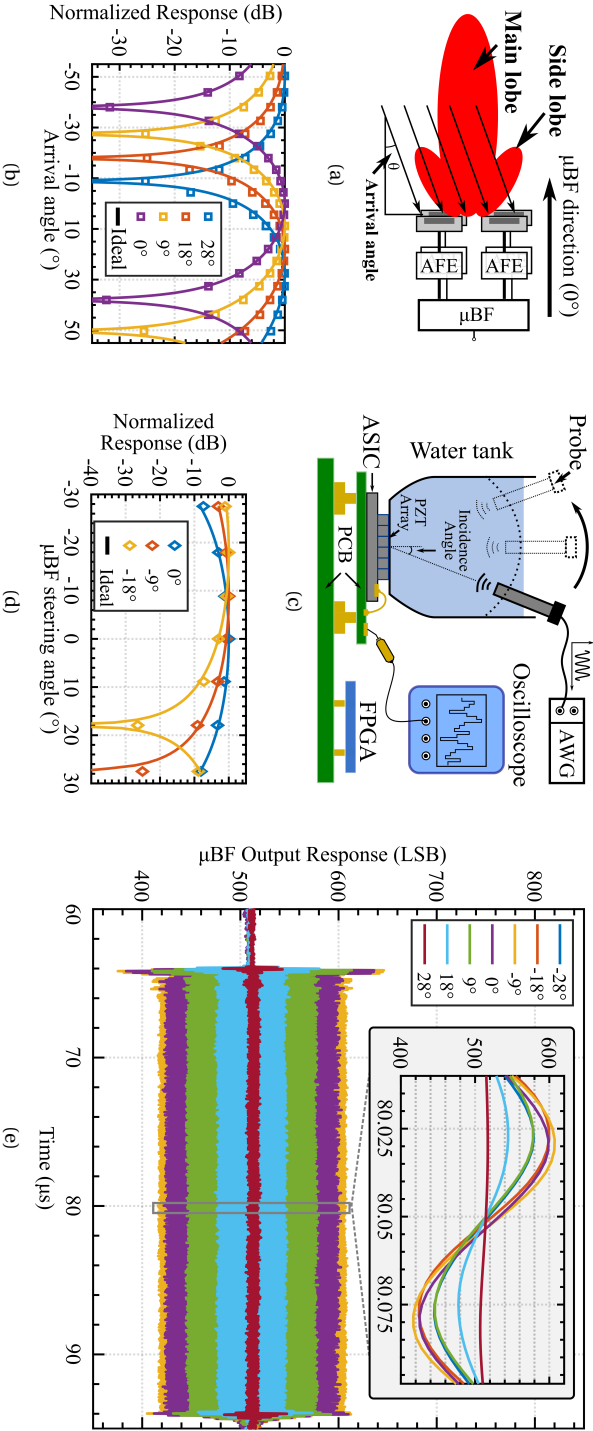 Main lobe
Side lobe
μBF direction (0°)
θ
Arrival angle
AFE
AFE
μBF
(a)
Normalized Response (dB)
-30
-20
-10
0
-50
-30
-10
10
30
50
Arrival angle (°)
28°
18°
9°
0°
Ideal
(b)
Probe
Water tank
Incidence
Angle
PZT
Array
ASIC
PCB
FPGA
Oscilloscope
AWG
(c)
Normalized
Response (dB)
-40
-30
-20
-10
0
-30
-20
-10
0
10
20
30
μBF steering angle (°)
0°
-9°
-18°
Ideal
(d)
μBF Output Response (LSB)
400
500
600
700
800
60
70
80
90
Time (μs)
-28°
-18°
-9°
0°
9°
18°
28°
400
500
600
80.025
80.05
80.075
(e)